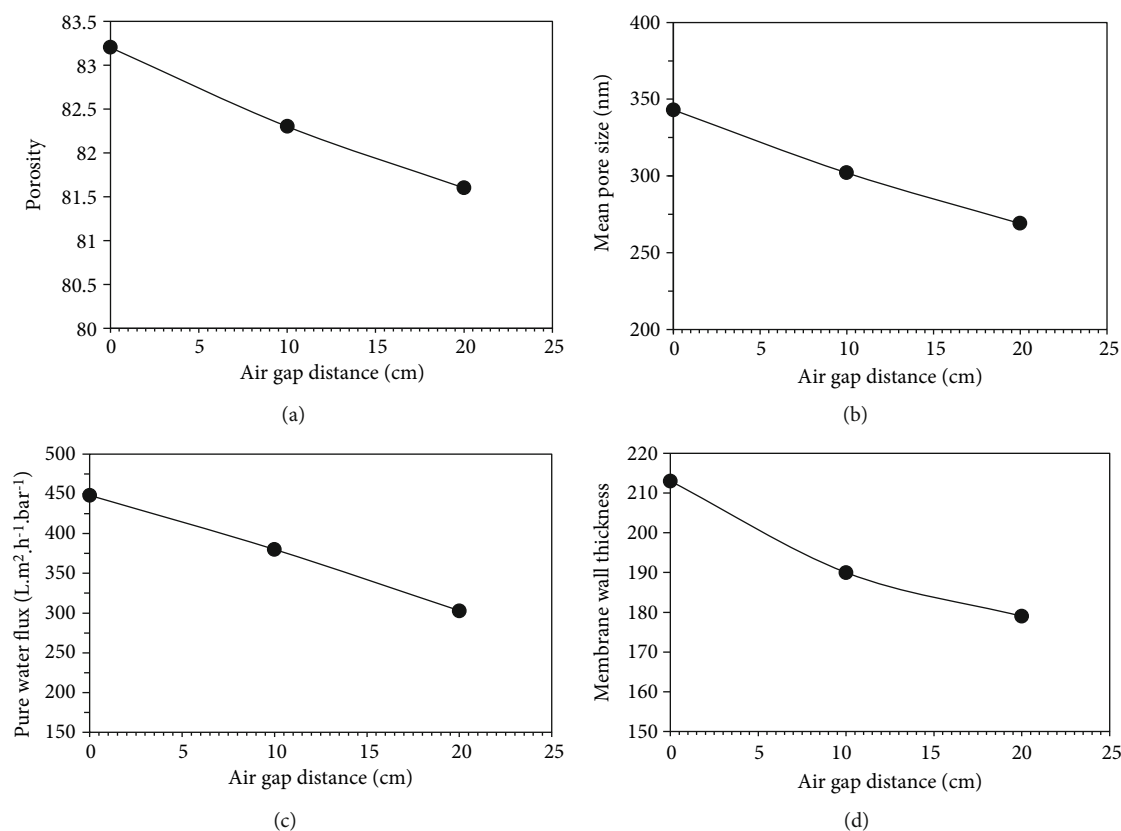 83.5
83
82.5
82
81.5
81
80.5
80
Porosity
0 5 10 15 20 25
Air gap distance (cm)
(a)
400
350
300
250
200
Mean pore size (nm)
0 5 10 15 20 25
Air gap distance (cm)
(b)
500
450
400
350
300
250
200
150
Pure water flux (L.m².h⁻¹.bar⁻¹)
0 5 10 15 20 25
Air gap distance (cm)
(c)
220
210
200
190
180
170
160
150
Membrane wall thickness
0 5 10 15 20 25
Air gap distance (cm)
(d)